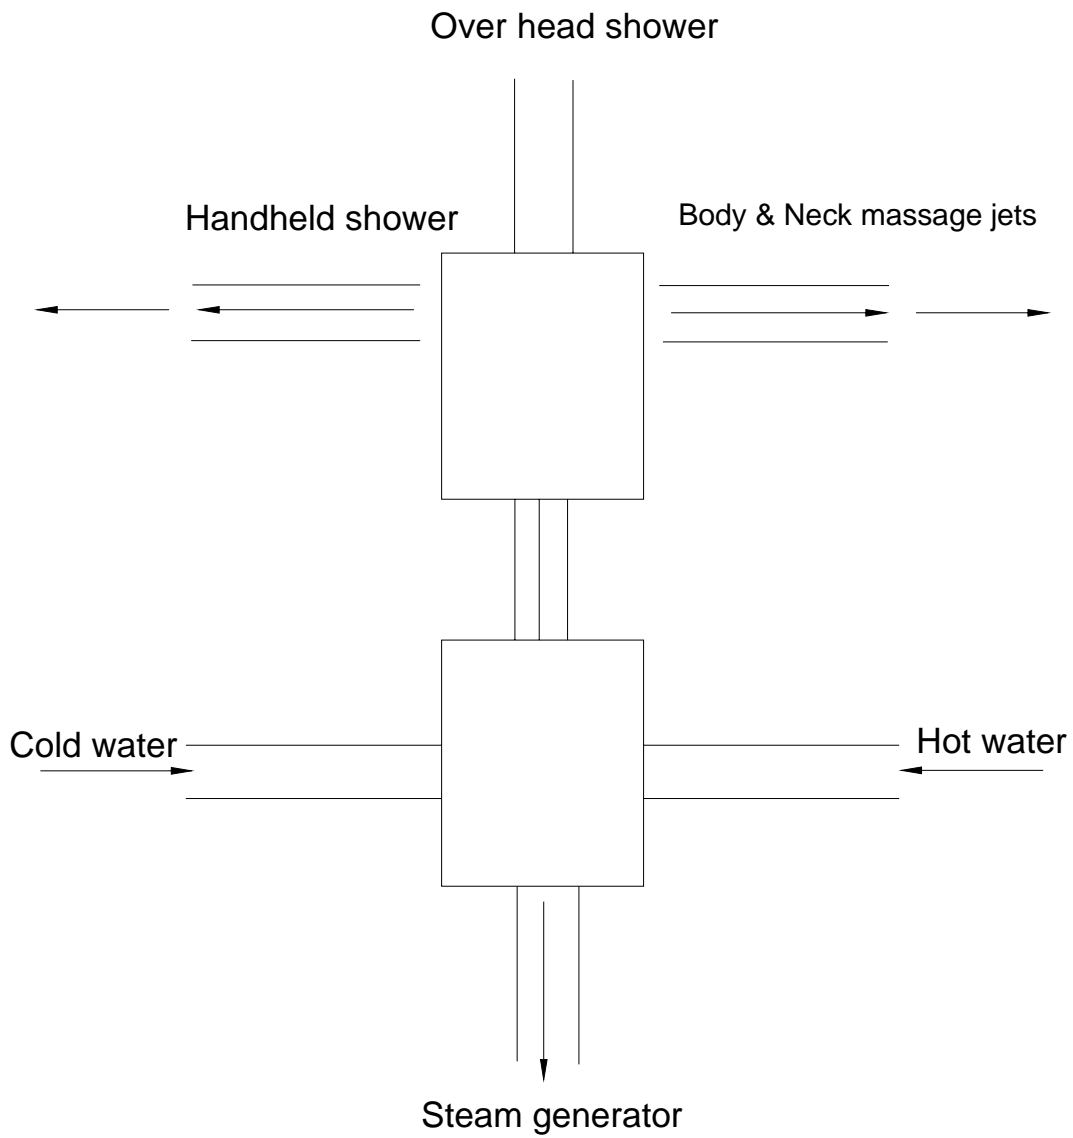 Over head shower
Handheld shower
Body & Neck massage jets
Cold water
Hot water
Steam generator